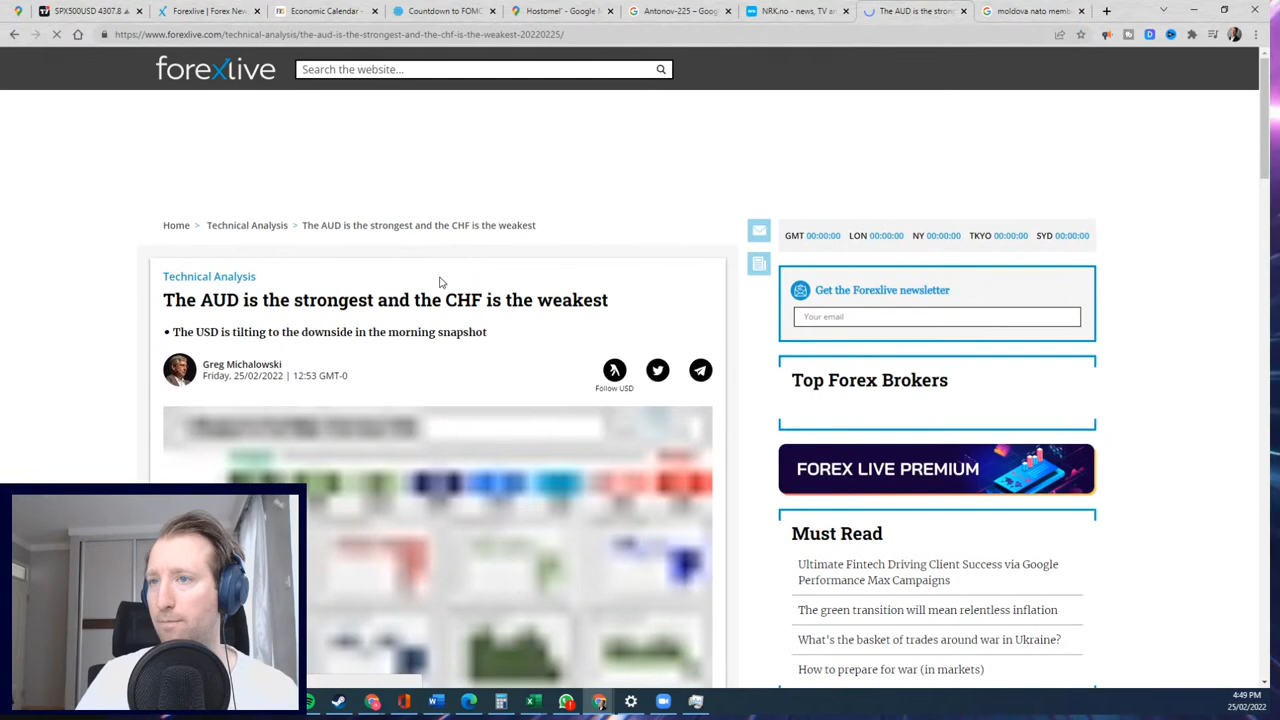 SPX500USD 4307.8
Forexlive | Forex New
Economic Calendar -
Countdown to FOMC
"Hostomel" - Google
Antonov-225 – Goog
NRK.no - news, TV an
The AUD is the stron
moldova nato memb
https://www.forexlive.com/technical-analysis/the-aud-is-the-strongest-and-the-chf-is-the-weakest-20220225/
forexlive
Search the website...
Home > Technical Analysis > The AUD is the strongest and the CHF is the weakest
GMT 00:00:00 LON 00:00:00 NY 00:00:00 TKYO 00:00:00 SYD 00:00:00
Technical Analysis
The AUD is the strongest and the CHF is the weakest
• The USD is tilting to the downside in the morning snapshot
Greg Michalowski
Friday, 25/02/2022 | 12:53 GMT-0
Follow USD
Get the Forexlive newsletter
Your email
Top Forex Brokers
FOREX LIVE PREMIUM
Must Read
Ultimate Fintech Driving Client Success via Google
Performance Max Campaigns
The green transition will mean relentless inflation
What's the basket of trades around war in Ukraine?
How to prepare for war (in markets)
4:49 PM
25/02/2022